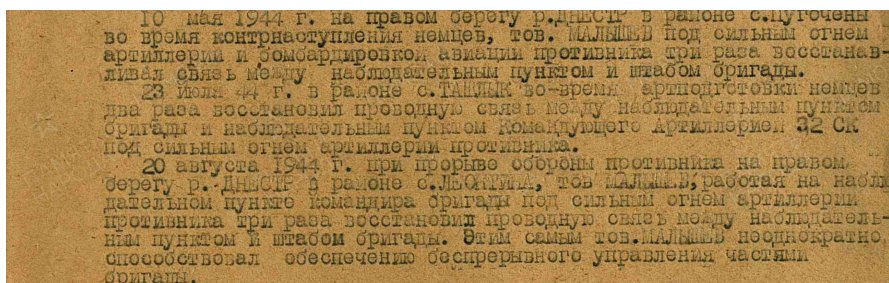 10 мая 1944 г. на правом берегу р.ДНЕСТР в районе с.Пугочены
во время контрнаступления немцев, тов. МАЛЫШЕВ под сильным огнем
артиллерии и бомбардировкой авиации противника три раза восстанав-
ливал связь между наблюдательным пунктом и штабом бригады.
23 июля 44 г. в районе с.ТАШЛЫК во-время артподготовки немцев
два раза восстановил проводную связь между наблюдательным пунктом
бригады и наблюдательным пунктом Командующего Артиллерией 32 СК
под сильным огнем артиллерии противника.
20 августа 1944 г. при прорыве обороны противника на правом
берегу р. ДНЕСТР в районе с.ЛЕОНТИНА, тов МАЛЫШЕВ, работая на наблю
дательном пункте командира бригады под сильным огнем артиллерии
противника три раза восстановил проводную связь между наблюдатель-
ным пунктом и штабом бригады. Этим самым тов.МАЛЫШЕВ неоднократно
способствовал обеспечению беспрерывного управления частями
бригады.